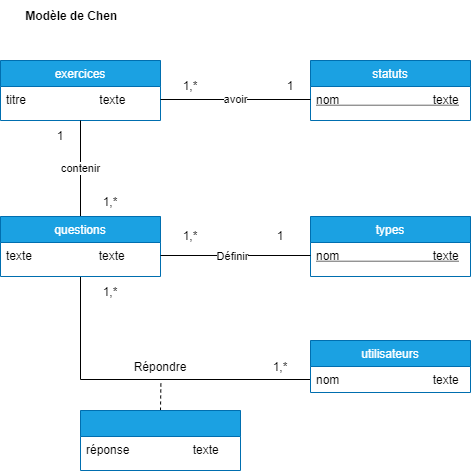 Modèle de Chen
exercices
titre texte
1,* avoir 1
statuts
nom texte
1
contenir
1,*
questions
texte texte
1,* Définir 1
types
nom texte
1,*
Répondre 1,*
utilisateurs
nom texte
réponse texte